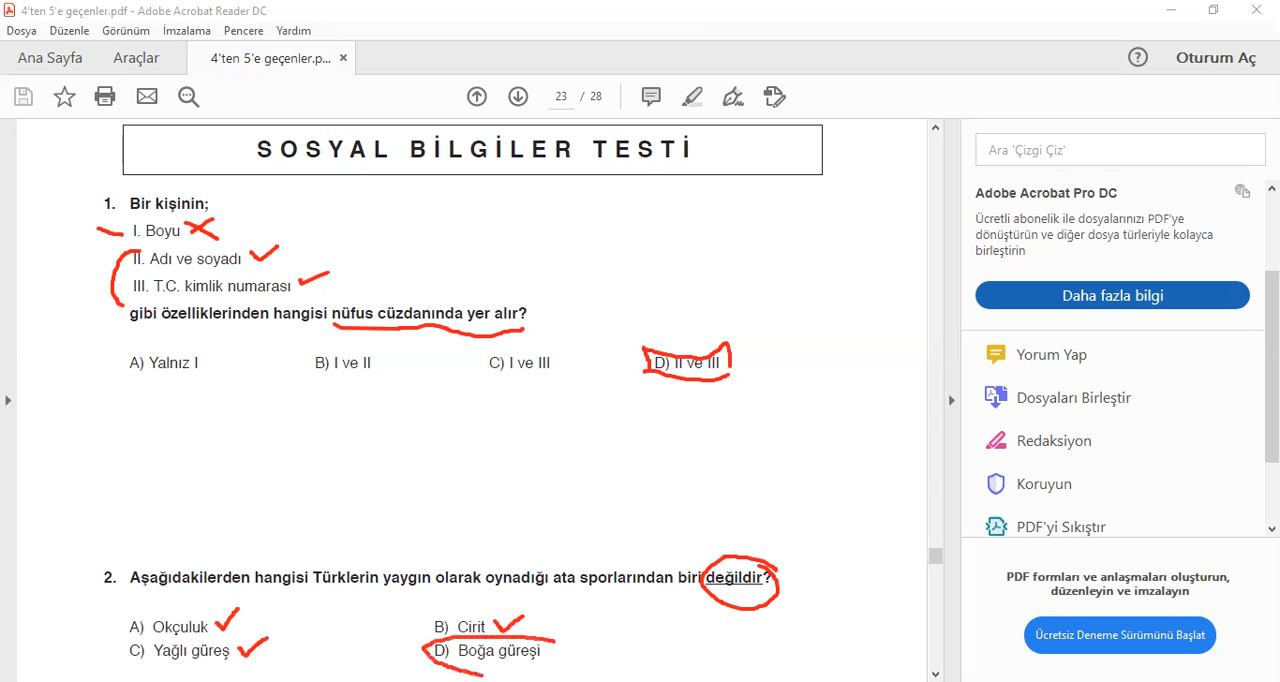 4'ten 5'e geçenler.pdf - Adobe Acrobat Reader DC
Dosya Düzenle Görünüm İmzalama Pencere Yardım
Ana Sayfa Araçlar 4'ten 5'e geçenler.p... × Oturum Aç
23 / 28
SOSYAL BİLGİLER TESTİ
1. Bir kişinin;
I. Boyu
II. Adı ve soyadı
III. T.C. kimlik numarası
gibi özelliklerinden hangisi nüfus cüzdanında yer alır?
A) Yalnız I B) I ve II C) I ve III D) II ve III
2. Aşağıdakilerden hangisi Türklerin yaygın olarak oynadığı ata sporlarından biri değildir?
A) Okçuluk B) Cirit
C) Yağlı güreş D) Boğa güreşi
Ara 'Çizgi Çiz'
Adobe Acrobat Pro DC
Ücretli abonelik ile dosyalarınızı PDF'ye
dönüştürün ve diğer dosya türleriyle kolayca
birleştirin
Daha fazla bilgi
Yorum Yap
Dosyaları Birleştir
Redaksiyon
Koruyun
PDF'yi Sıkıştır
PDF formları ve anlaşmaları oluşturun,
düzenleyin ve imzalayın
Ücretsiz Deneme Sürümünü Başlat